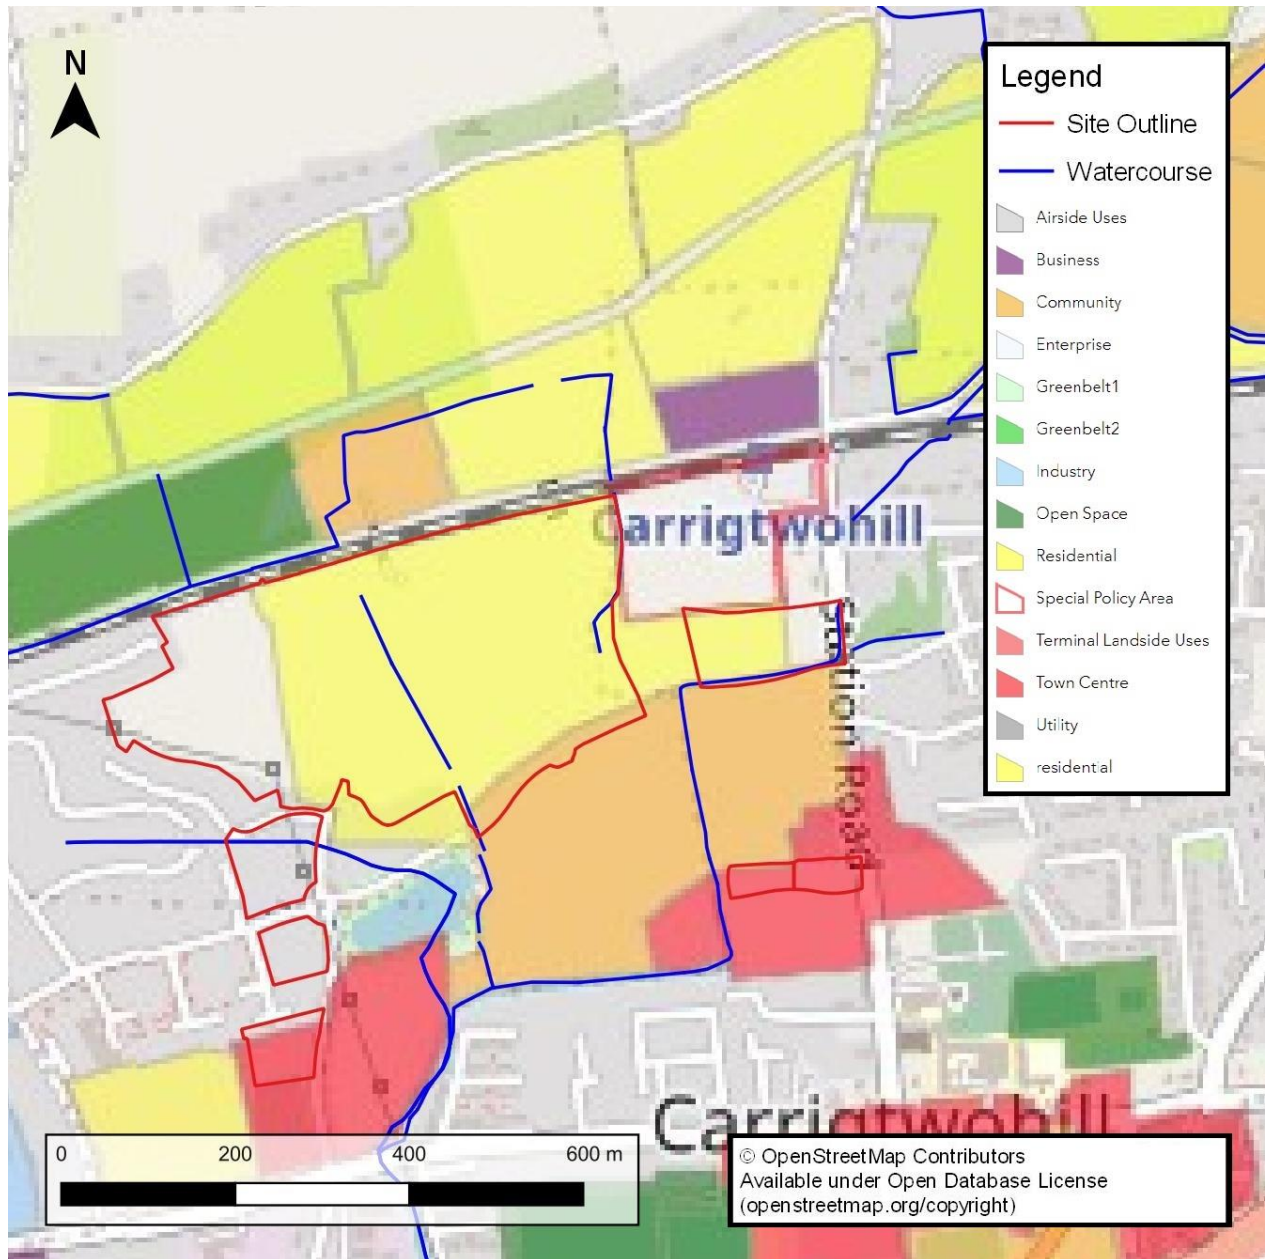 N
Legend
Site Outline
Watercourse
Airside Uses
Business
Community
Enterprise
Greenbelt1
Greenbelt2
Industry
Open Space
Residential
Special Policy Area
Terminal Landside Uses
Town Centre
Utility
residential
Carrigtwohill
Station Road
Carrigtwohill
0 200 400 600 m
© OpenStreetMap Contributors
Available under Open Database License
(openstreetmap.org/copyright)